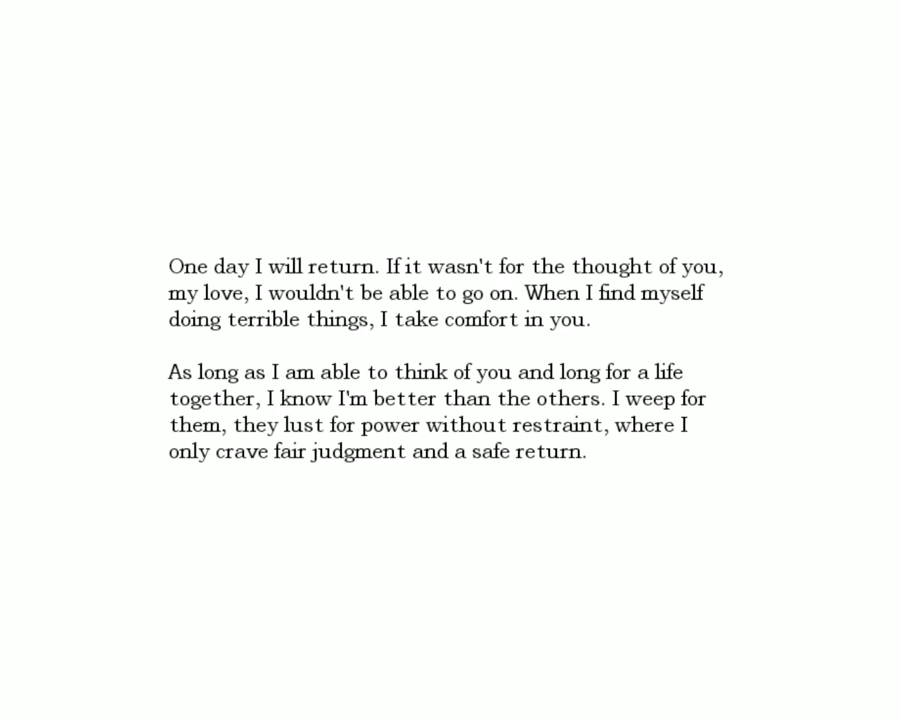 One day I will return. If it wasn't for the thought of you,
my love, I wouldn't be able to go on. When I find myself
doing terrible things, I take comfort in you.
As long as I am able to think of you and long for a life
together, I know I'm better than the others. I weep for
them, they lust for power without restraint, where I
only crave fair judgment and a safe return.